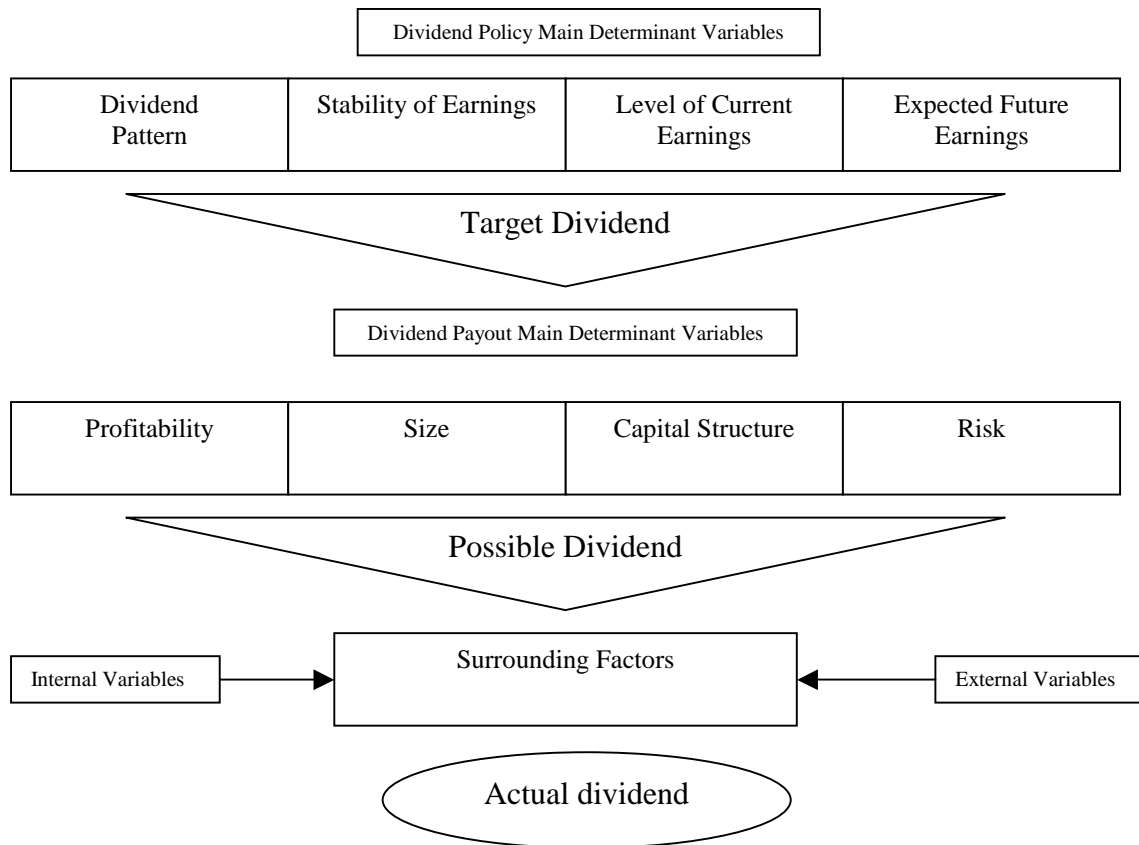 Dividend Policy Main Determinant Variables
Dividend
Pattern
Stability of Earnings
Level of Current
Earnings
Expected Future
Earnings
Target Dividend
Dividend Payout Main Determinant Variables
Profitability
Size
Capital Structure
Risk
Possible Dividend
Internal Variables
Surrounding Factors
External Variables
Actual dividend